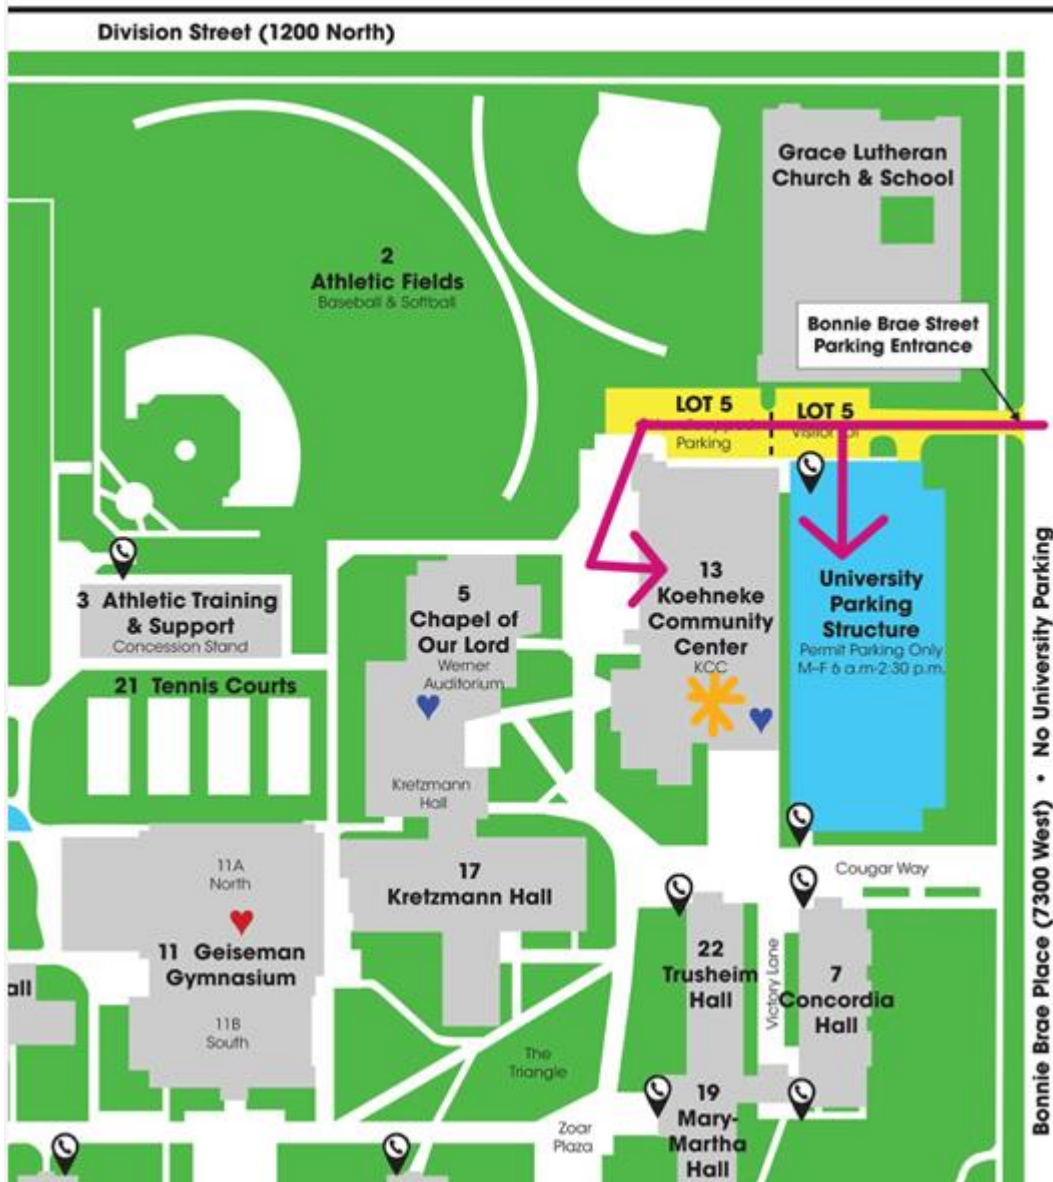 Division Street (1200 North)
Grace Lutheran
Church & School
2
Athletic Fields
Baseball & Softball
Bonnie Brae Street
Parking Entrance
LOT 5
Parking
LOT 5
3 Athletic Training
& Support
Concession Stand
5
Chapel of
Our Lord
Werner
Auditorium
13
Koehneke
Community
Center
KCC
University
Parking
Structure
Permit Parking Only
M-F 6 a.m-2:30 p.m.
21 Tennis Courts
Kretzmann
Hall
11A
North
17
Kretzmann Hall
Cougar Way
11 Geiseman
Gymnasium
22
Trusheim
Hall
Victory Lane
7
Concordia
Hall
all
11B
South
The
Triangle
19
Mary-
Martha
Hall
Zoar
Plaza
Bonnie Brae Place (7300 West) • No University Parking